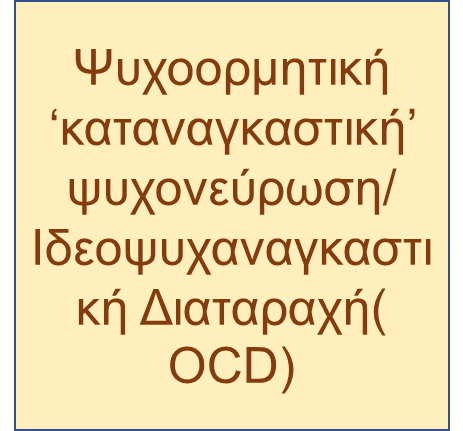 Ψυχοορμητική
‘καταναγκαστική’
ψυχονεύρωση/
Ιδεοψυχαναγκαστι
κή Διαταραχή(
OCD)